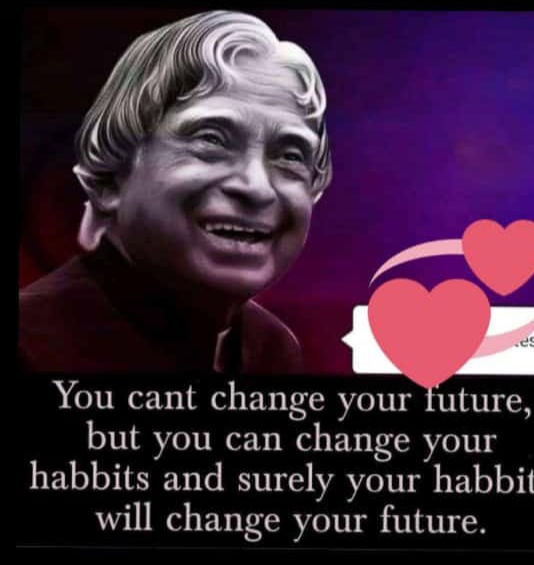 You cant change your future,
but you can change your
habbits and surely your habbit
will change your future.